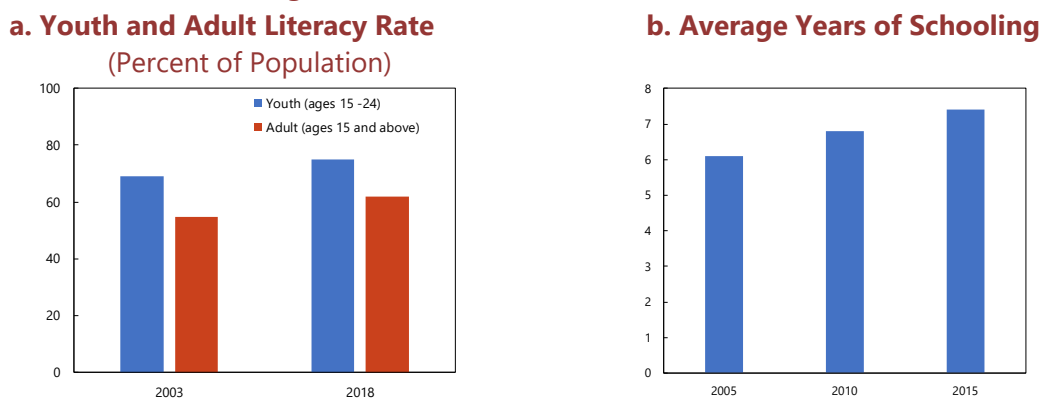 a. Youth and Adult Literacy Rate
(Percent of Population)
100
80
60
40
20
0
Youth (ages 15 -24)
Adult (ages 15 and above)
2003 2018
b. Average Years of Schooling
8
7
6
5
4
3
2
1
0
2005 2010 2015